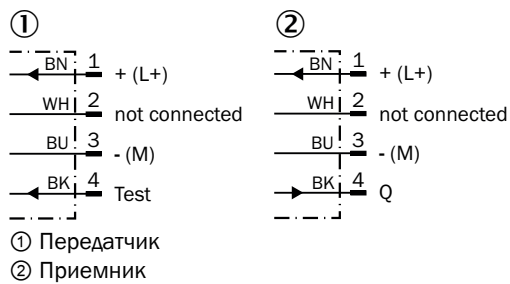 ① ②
BN 1 + (L+) BN 1 + (L+)
WH 2 not connected WH 2 not connected
BU 3 - (M) BU 3 - (M)
BK 4 Test BK 4 Q
① Передатчик
② Приемник